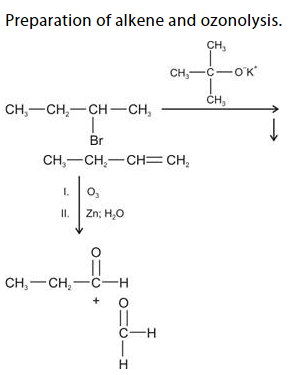 Preparation of alkene and ozonolysis.
CH₃
CH₃—C—O⁻K⁺
CH₃
CH₃—CH₂—CH—CH₃
Br
CH₃—CH₂—CH=CH₂
I. O₃
II. Zn; H₂O
O
CH₃—CH₂—C—H
+ O
C—H
H